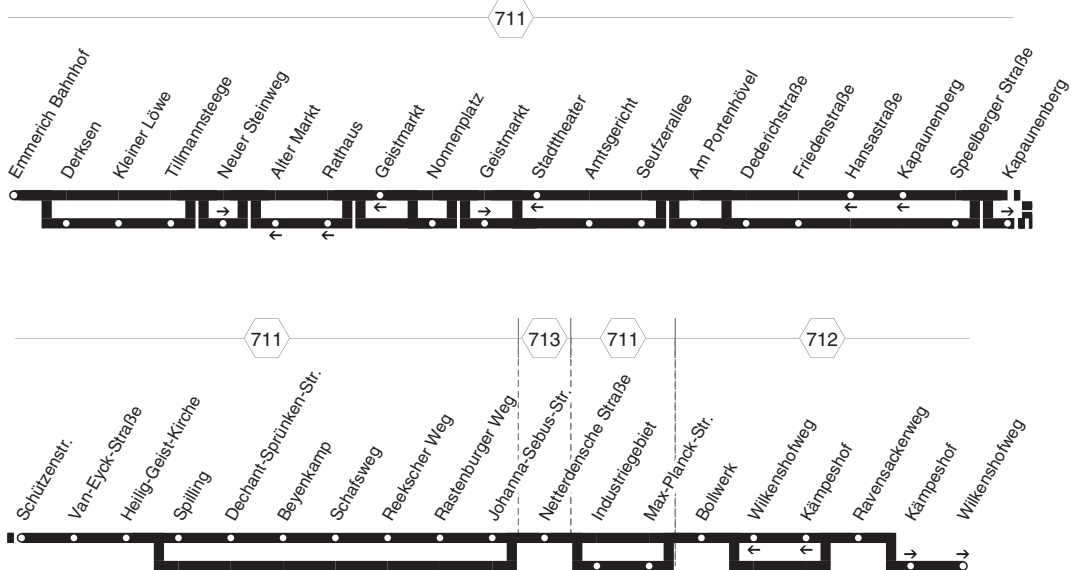 711
Emmerich Bahnhof
Derksen
Kleiner Löwe
Tillmannsteege
Neuer Steinweg
Alter Markt
Rathaus
Geistmarkt
Nonnenplatz
Geistmarkt
Stadttheater
Amtsgericht
Seufzerallee
Am Portenhövel
Dederichstraße
Friedenstraße
Hansastraße
Kapaunenberg
Speelberger Straße
Kapaunenberg
711
713
711
712
Schützenstr.
Van-Eyck-Straße
Heilig-Geist-Kirche
Spilling
Dechant-Sprünken-Str.
Beyenkamp
Schafsweg
Reekscher Weg
Rastenburger Weg
Johanna-Sebus-Str.
Netterdensche Straße
Industriegebiet
Max-Planck-Str.
Bollwerk
Wilkenshofweg
Kämpeshof
Ravensackenweg
Kämpeshof
Wilkenshofweg